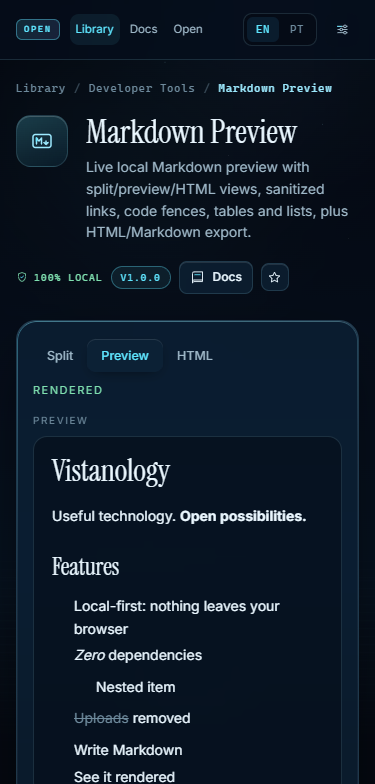 OPEN Library Docs Open EN PT
Library / Developer Tools / Markdown Preview
Markdown Preview
Live local Markdown preview with
split/preview/HTML views, sanitized
links, code fences, tables and lists, plus
HTML/Markdown export.
100% LOCAL V1.0.0 Docs
Split Preview HTML
RENDERED
PREVIEW
Vistanology
Useful technology. Open possibilities.
Features
Local-first: nothing leaves your
browser
Zero dependencies
Nested item
Uploads removed
Write Markdown
See it rendered